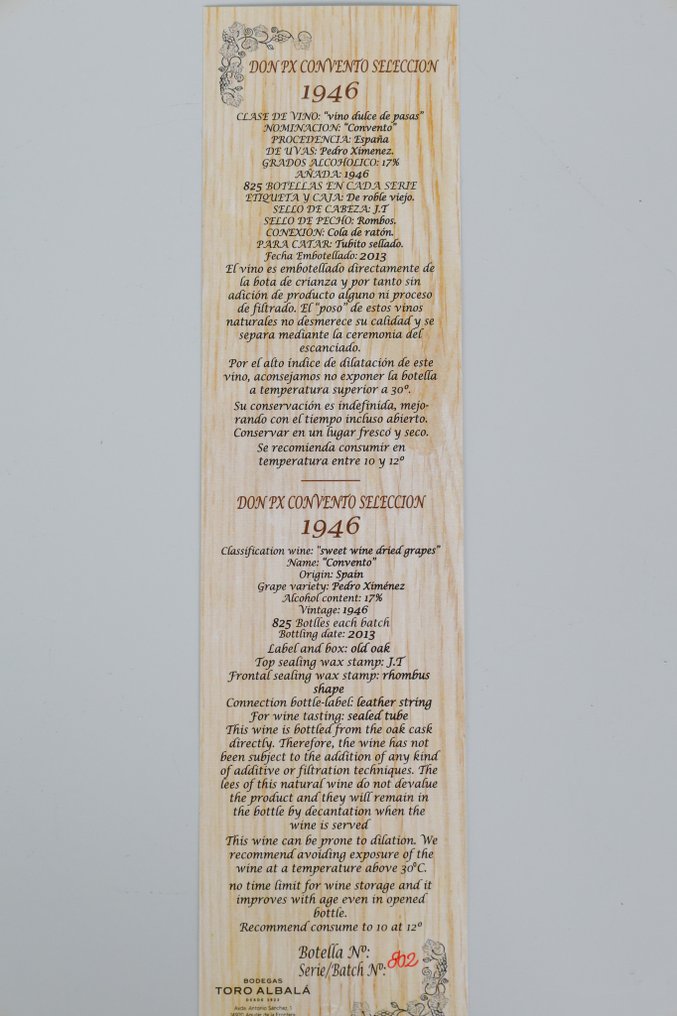 DON PX CONVENTO SELECCION
1946
CLASE DE VINO: "vino dulce de pasas"
NOMINACION: "Convento"
PROCEDENCIA: España
DE UVAS: Pedro Ximenez.
GRADOS ALCOHOLICO: 17%
AÑADA: 1946
825 BOTELLAS EN CADA SERIE
ETIQUETA Y CAJA: De roble viejo.
SELLO DE CABEZA: J.T
SELLO DE PECHO: Rombos.
CONEXIÓN: Cola de ratón.
PARA CATAR: Tubito sellado.
Fecha Embotellado: 2013
El vino es embotellado directamente de
la bota de crianza y por tanto sin
adición de producto alguno ni proceso
de filtrado. El "poso" de estos vinos
naturales no desmerece su calidad y se
separa mediante la ceremonia del
escanciado.
Por el alto índice de dilatación de este
vino, aconsejamos no exponer la botella
a temperatura superior a 30º.
Su conservación es indefinida, mejo-
rando con el tiempo incluso abierto.
Conservar en un lugar fresco y seco.
Se recomienda consumir en
temperatura entre 10 y 12º
DON PX CONVENTO SELECCION
1946
Classification wine: "sweet wine dried grapes"
Name: "Convento"
Origin: Spain
Grape variety: Pedro Ximénez
Alcohol content: 17%
Vintage: 1946
825 Botlles each batch
Bottling date: 2013
Label and box: old oak
Top sealing wax stamp: J.T
Frontal sealing wax stamp: rhombus
shape
Connection bottle-label: leather string
For wine tasting: sealed tube
This wine is bottled from the oak cask
directly. Therefore, the wine has not
been subject to the addition of any kind
of additive or filtration techniques. The
lees of this natural wine do not devalue
the product and they will remain in
the bottle by decantation when the
wine is served
This wine can be prone to dilation. We
recommend avoiding exposure of the
wine at a temperature above 30ºC.
no time limit for wine storage and it
improves with age even in opened
bottle.
Recommend consume to 10 at 12º
Botella Nº:
Serie/Batch Nº: 802
BODEGAS
TORO ALBALÁ
DESDE 1922
Avda. Antonio Sánchez, 1
14920 Aguilar de la Frontera